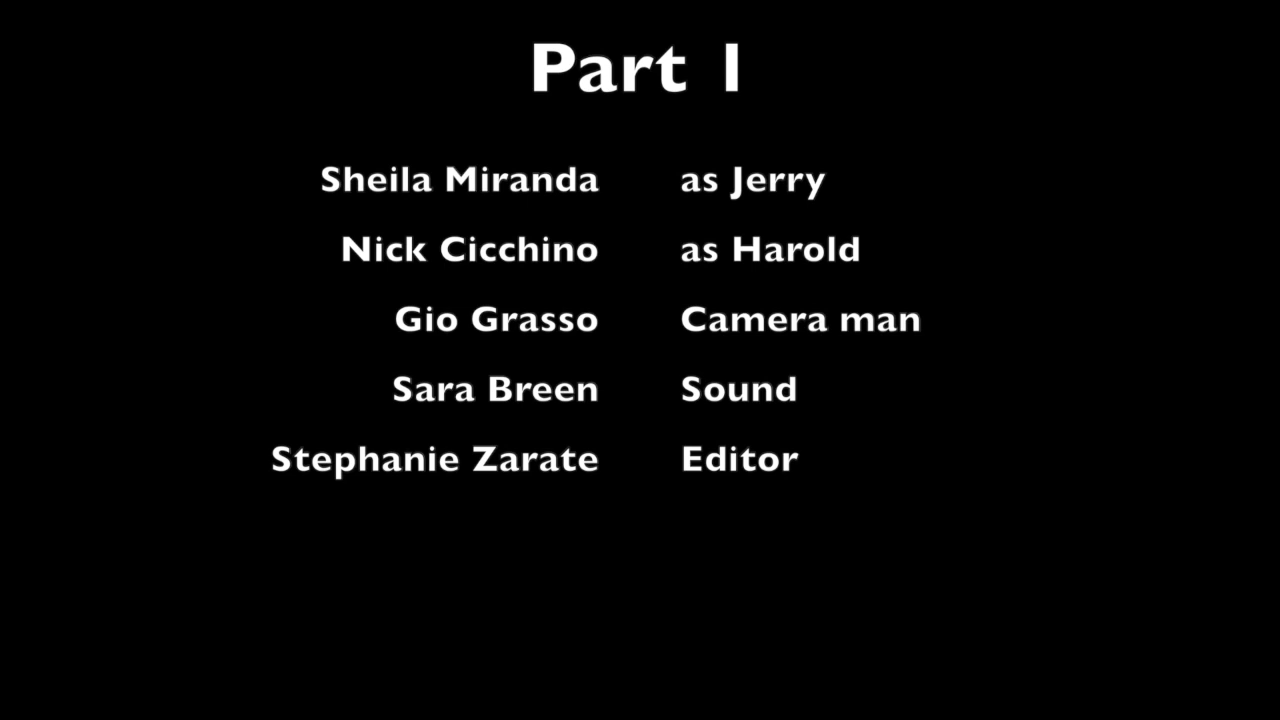 Part 1
Sheila Miranda as Jerry
Nick Cicchino as Harold
Gio Grasso Camera man
Sara Breen Sound
Stephanie Zarate Editor